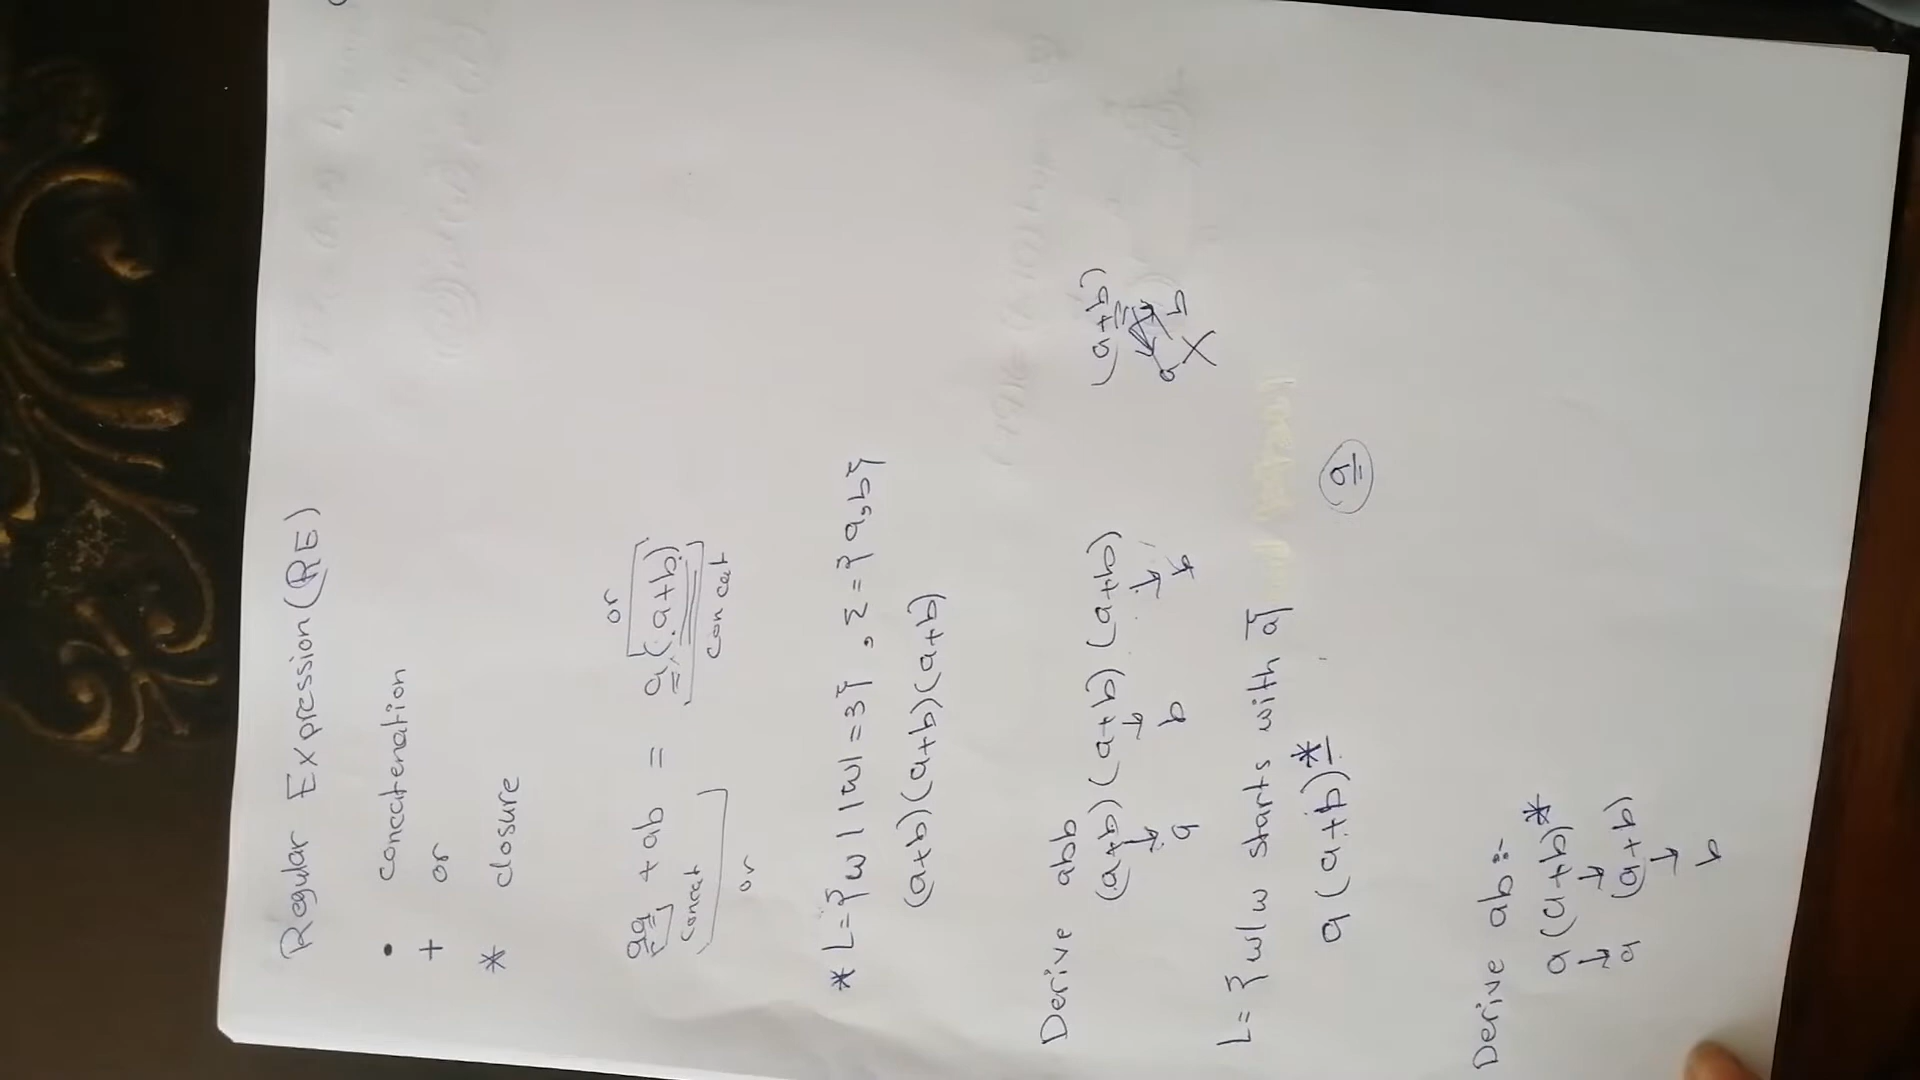 Regular Expression (RE)
• concatenation
+ or
* closure
or
aa + ab = a(a+b)
concat
concat
or
* L={w | |w|=3}, Σ={a,b}
(a+b)(a+b)(a+b)
Derive abb
(a+b)(a+b)(a+b)
a b b
(a+b)
a b
L={w|w starts with a}
a(a+b)*
a
Derive ab:-
a(a+b)*
a (a+b)
b